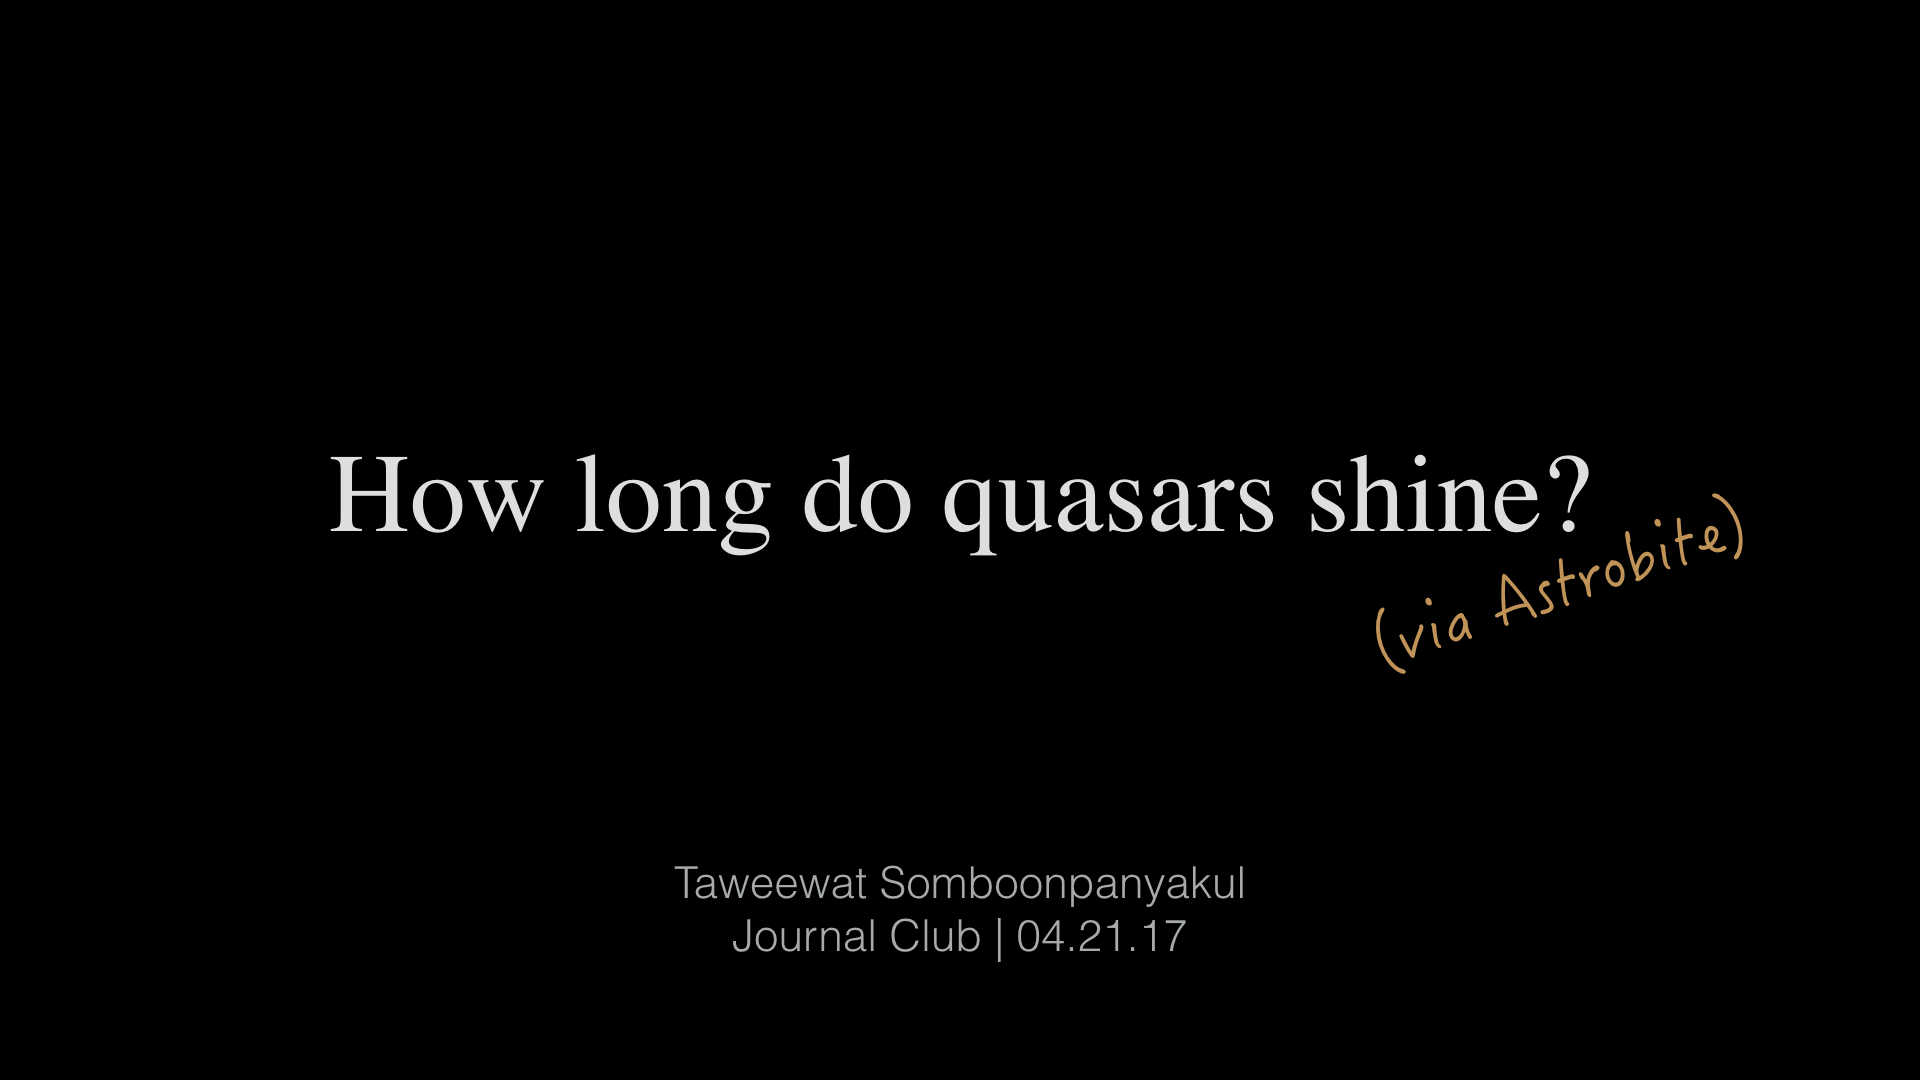 How long do quasars shine?
(via Astrobite)
Taweewat Somboonpanyakul
Journal Club | 04.21.17